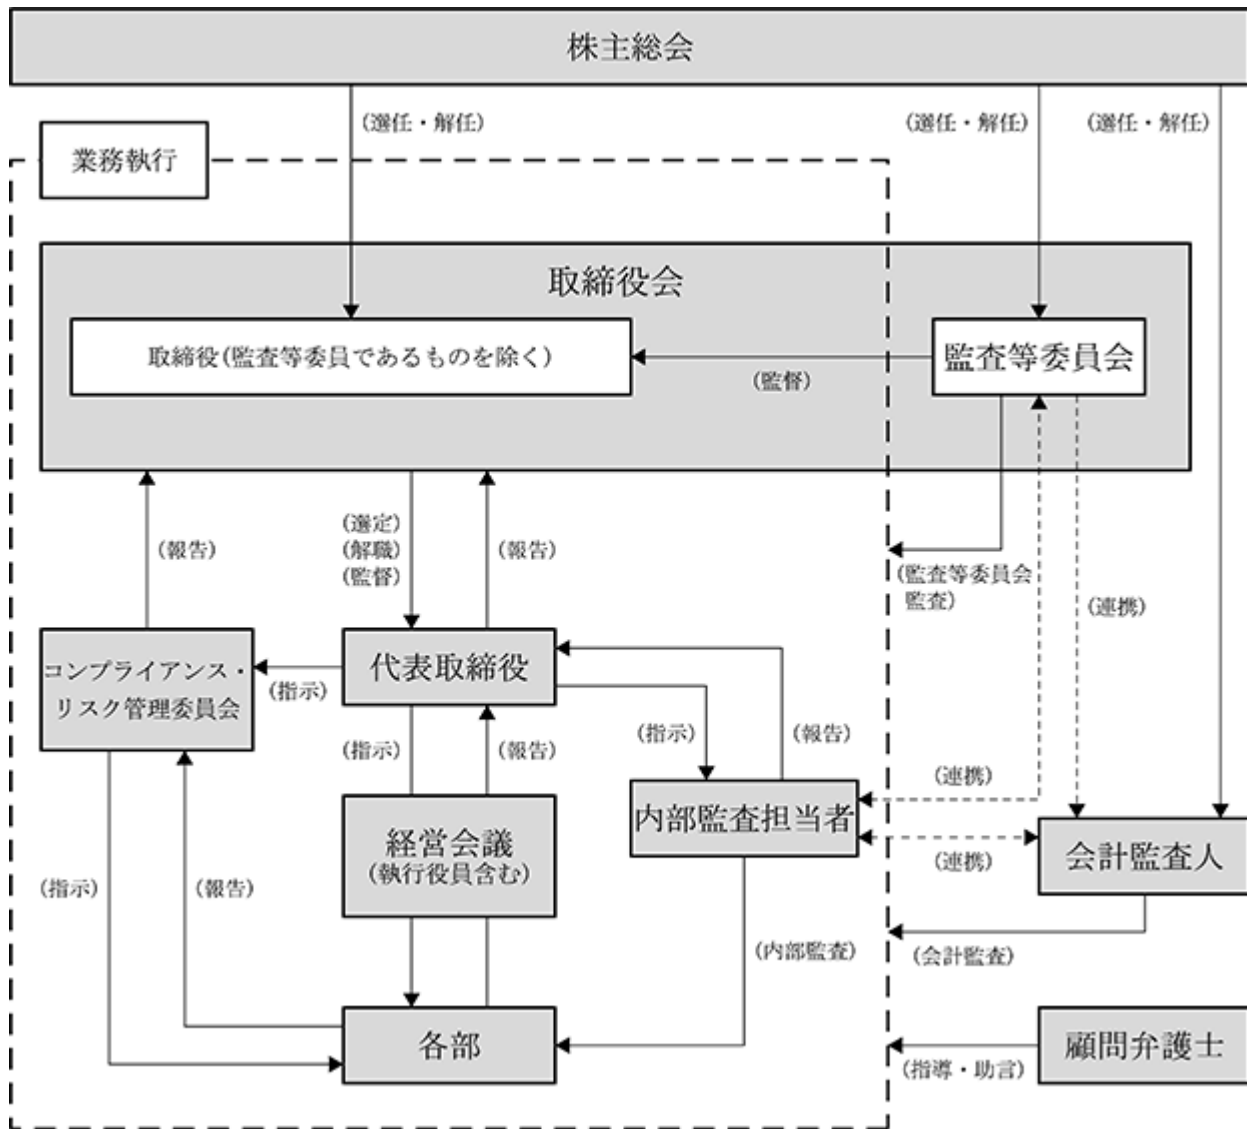 株主総会
(選任・解任)
(選任・解任)
(選任・解任)
業務執行
取締役会
取締役(監査等委員であるものを除く)
監査等委員会
(監督)
(報告)
(選定)
(解職)
(監督)
(報告)
(監査等委員会
監査)
(連携)
コンプライアンス・
リスク管理委員会
(指示)
代表取締役
(指示)
(報告)
(指示)
(報告)
(連携)
内部監査担当者
(連携)
会計監査人
経営会議
(執行役員含む)
(指示)
(報告)
(内部監査)
(会計監査)
各部
顧問弁護士
(指導・助言)